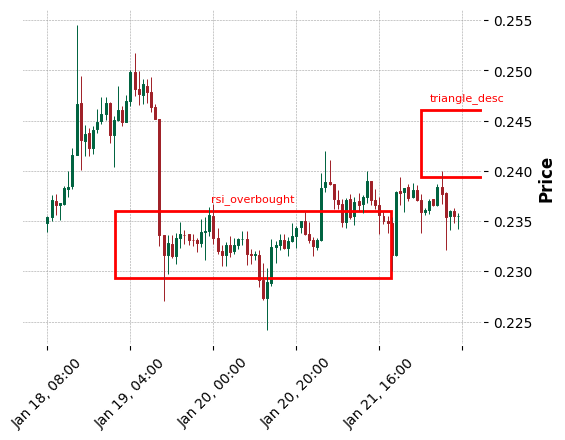 0.255
0.250
triangle_desc
0.245
0.240
Price
rsi_overbought
0.235
0.230
0.225
Jan 18, 08:00
Jan 19, 04:00
Jan 20, 00:00
Jan 20, 20:00
Jan 21, 16:00